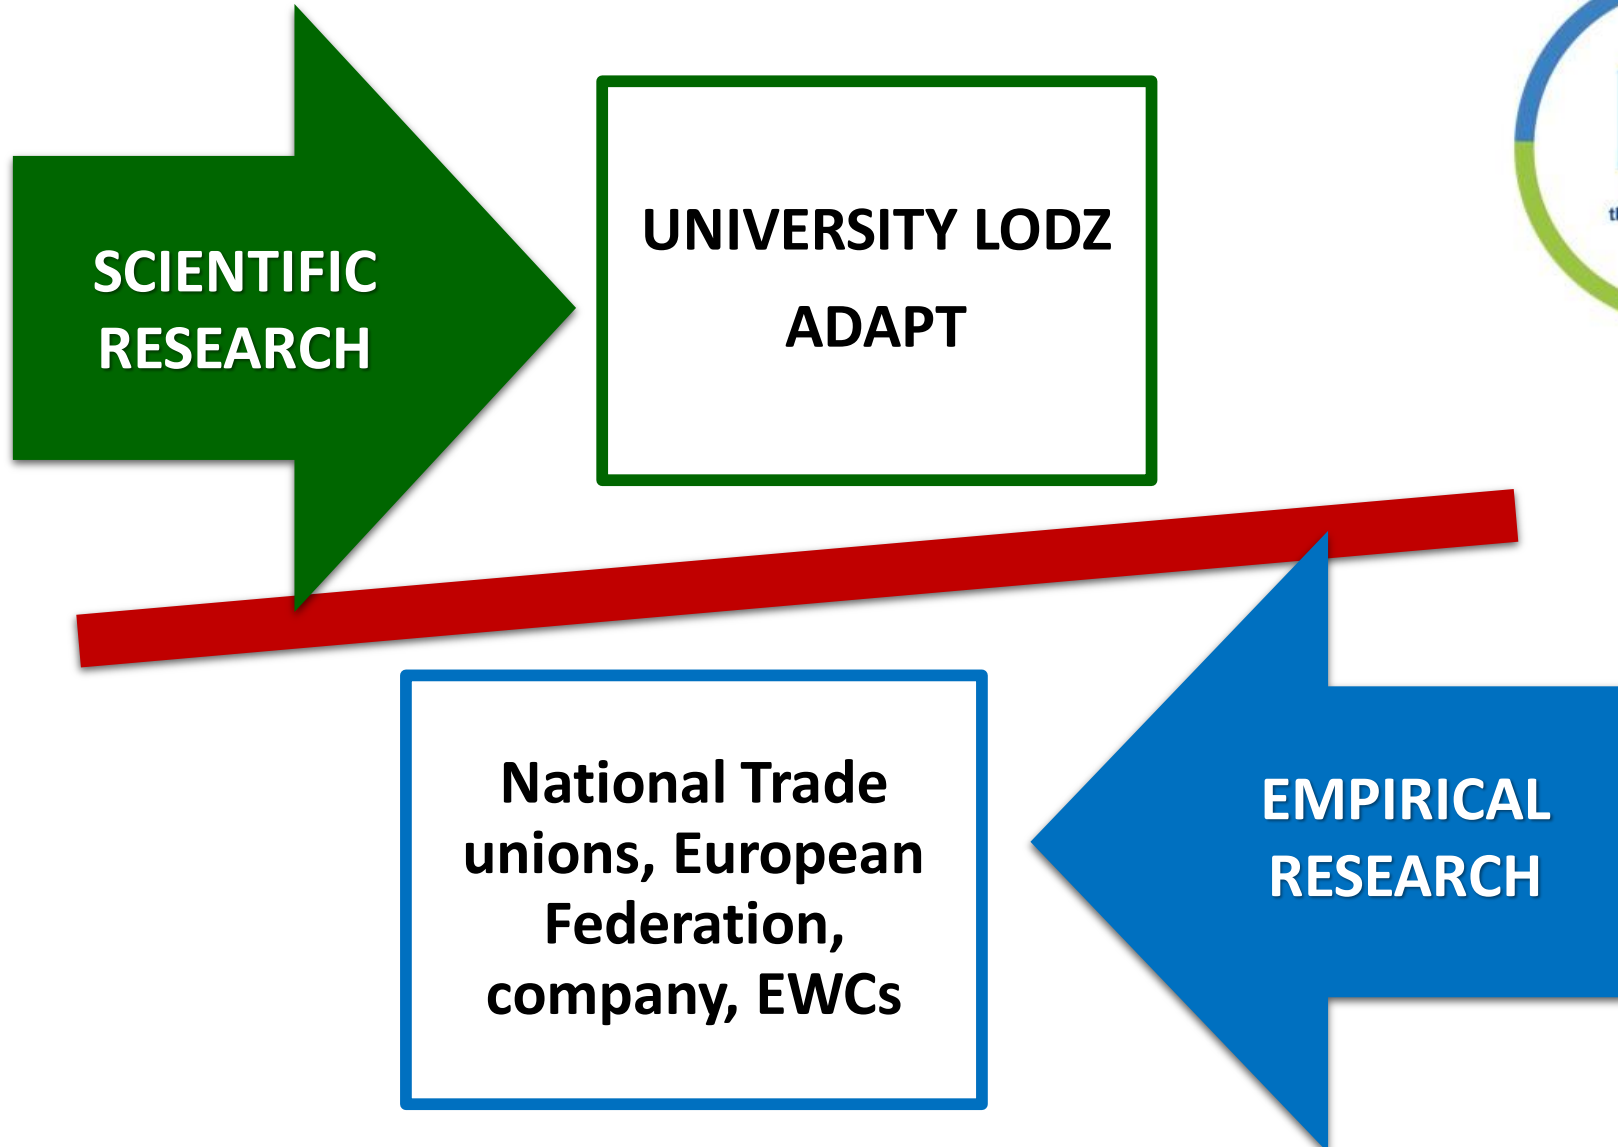 SCIENTIFIC
RESEARCH
UNIVERSITY LODZ
ADAPT
National Trade
unions, European
Federation,
company, EWCs
EMPIRICAL
RESEARCH